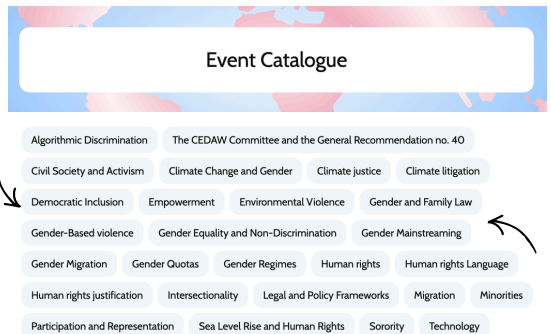 Event Catalogue
Algorithmic Discrimination The CEDAW Committee and the General Recommendation no. 40
Civil Society and Activism Climate Change and Gender Climate justice Climate litigation
Democratic Inclusion Empowerment Environmental Violence Gender and Family Law
Gender-Based violence Gender Equality and Non-Discrimination Gender Mainstreaming
Gender Migration Gender Quotas Gender Regimes Human rights Human rights Language
Human rights justification Intersectionality Legal and Policy Frameworks Migration Minorities
Participation and Representation Sea Level Rise and Human Rights Sorority Technology